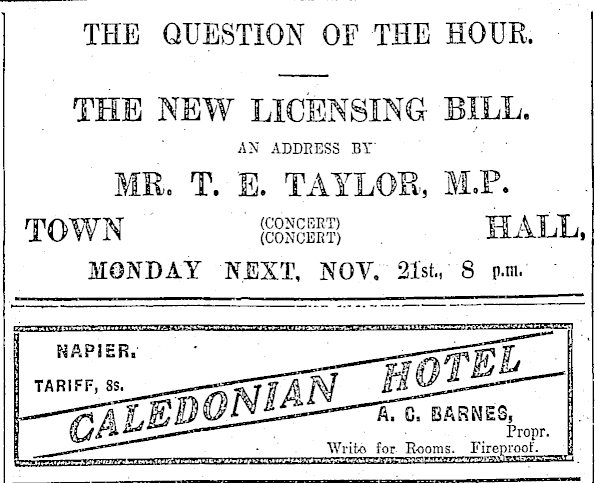 THE QUESTION OF THE HOUR.
THE NEW LICENSING BILL.
AN ADDRESS BY
MR. T. E. TAYLOR, M.P.
TOWN (CONCERT) HALL,
(CONCERT)
MONDAY NEXT, NOV. 21st., 8 p.m.
NAPIER.
TARIFF, 8s.
CALEDONIAN HOTEL
A. C. BARNES,
Propr.
Write for Rooms. Fireproof.